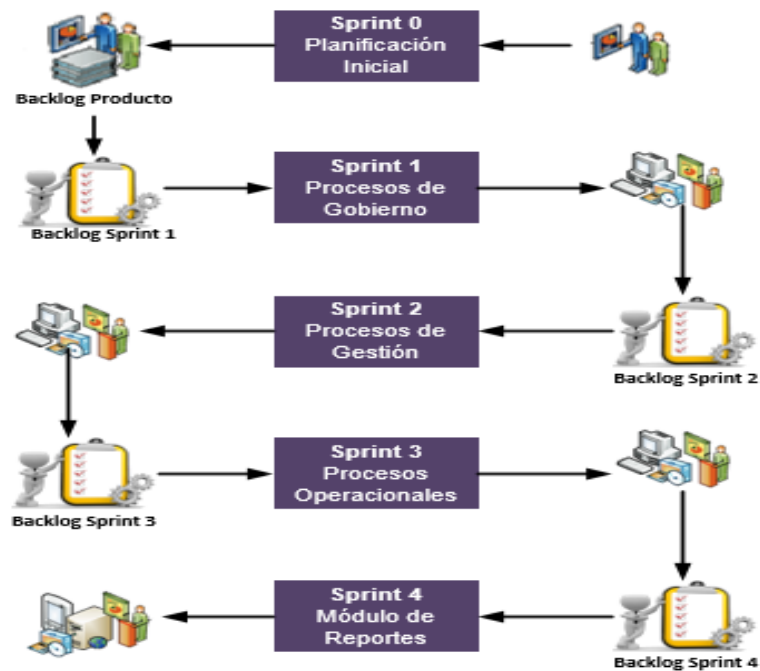 Sprint 0
Planificación
Inicial
Backlog Producto
Sprint 1
Procesos de
Gobierno
Backlog Sprint 1
Sprint 2
Procesos de
Gestión
Backlog Sprint 2
Sprint 3
Procesos
Operacionales
Backlog Sprint 3
Sprint 4
Módulo de
Reportes
Backlog Sprint 4